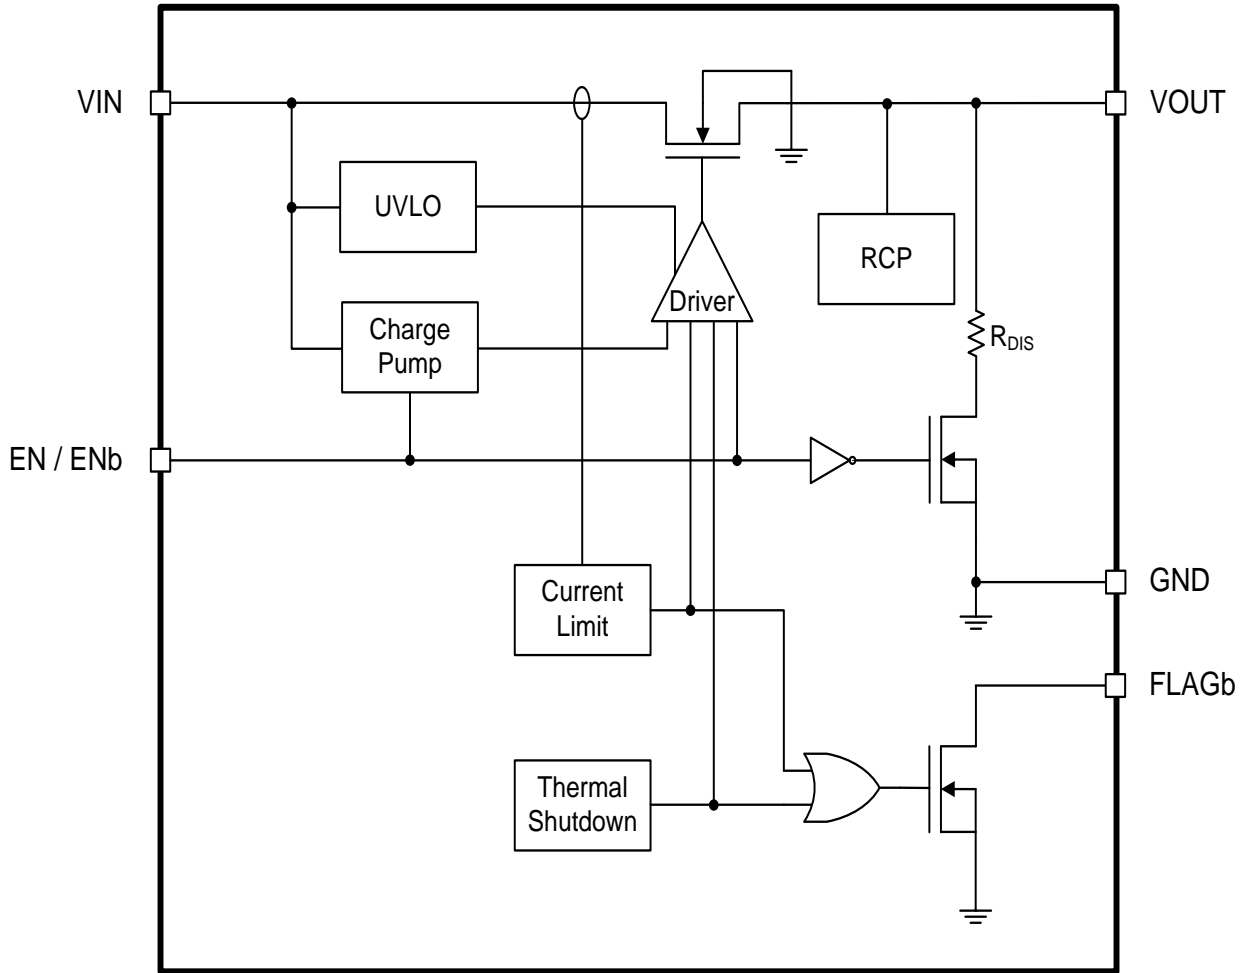 VIN
VOUT
UVLO
RCP
Driver
Charge
Pump
RDIS
EN / ENb
Current
Limit
GND
FLAGb
Thermal
Shutdown